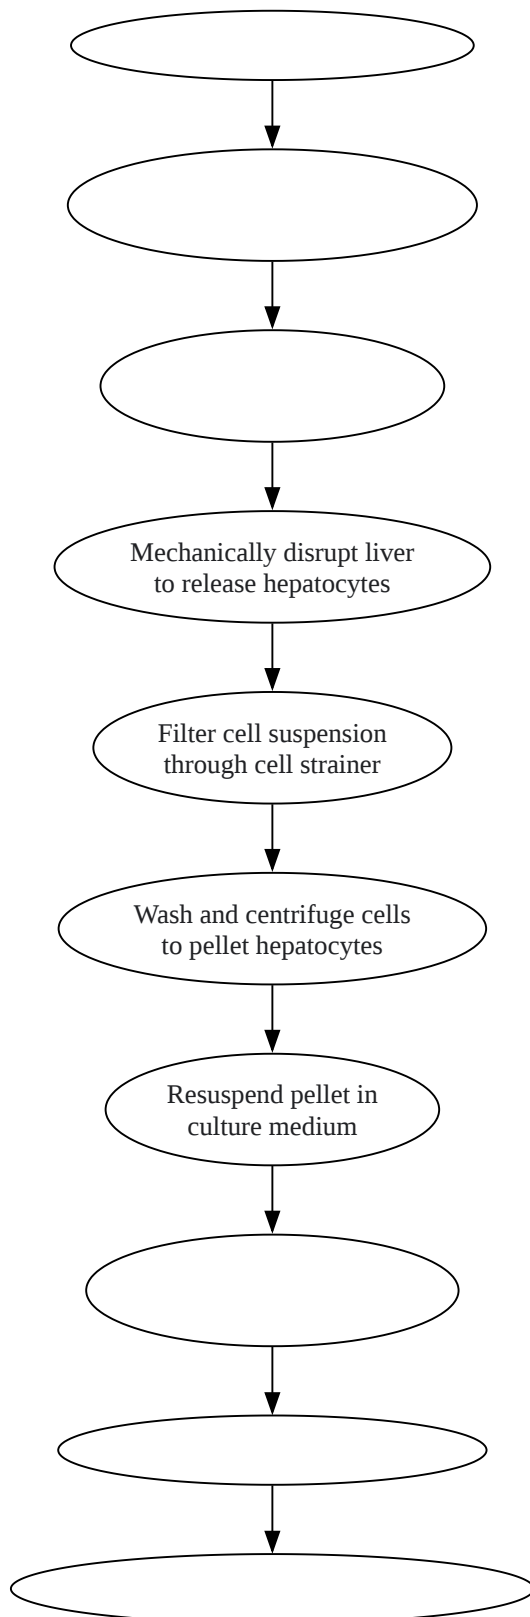 Mechanically disrupt liver
to release hepatocytes
Filter cell suspension
through cell strainer
Wash and centrifuge cells
to pellet hepatocytes
Resuspend pellet in
culture medium